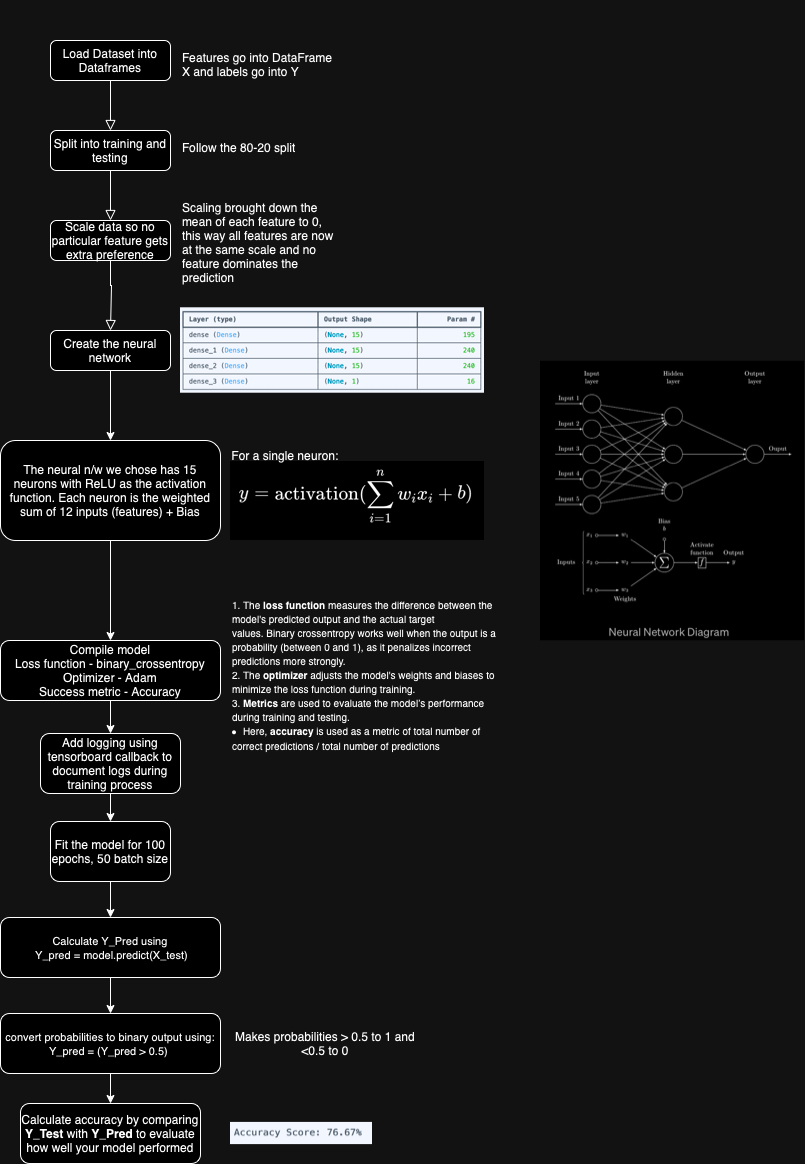 Load Dataset into
Dataframes
Features go into DataFrame
X and labels go into Y
Split into training and
testing
Follow the 80-20 split
Scale data so no
particular feature gets
extra preference
Scaling brought down the
mean of each feature to 0,
this way all features are now
at the same scale and no
feature dominates the
prediction
Create the neural
network
Layer (type) Output Shape Param #
dense (Dense) (None, 15) 195
dense_1 (Dense) (None, 15) 240
dense_2 (Dense) (None, 15) 240
dense_3 (Dense) (None, 1) 16
The neural n/w we chose has 15
neurons with ReLU as the activation
function. Each neuron is the weighted
sum of 12 inputs (features) + Bias
For a single neuron:
y = activation(∑ w_i x_i + b)
n
i=1
Input
layer
Hidden
layer
Output
layer
Input 1
Input 2
Input 3
Input 4
Input 5
Ouput
Bias
b
x₁ w₁
Activate
function
Output
Inputs x₂ w₂ Σ f y
x₃ w₃
Weights
Neural Network Diagram
Compile model
Loss function - binary_crossentropy
Optimizer - Adam
Success metric - Accuracy
1. The loss function measures the difference between the
model's predicted output and the actual target
values. Binary crossentropy works well when the output is a
probability (between 0 and 1), as it penalizes incorrect
predictions more strongly.
2. The optimizer adjusts the model's weights and biases to
minimize the loss function during training.
3. Metrics are used to evaluate the model's performance
during training and testing.
• Here, accuracy is used as a metric of total number of
correct predictions / total number of predictions
Add logging using
tensorboard callback to
document logs during
training process
Fit the model for 100
epochs, 50 batch size
Calculate Y_Pred using
Y_pred = model.predict(X_test)
convert probabilities to binary output using:
Y_pred = (Y_pred > 0.5)
Makes probabilities > 0.5 to 1 and
<0.5 to 0
Calculate accuracy by comparing
Y_Test with Y_Pred to evaluate
how well your model performed
Accuracy Score: 76.67%